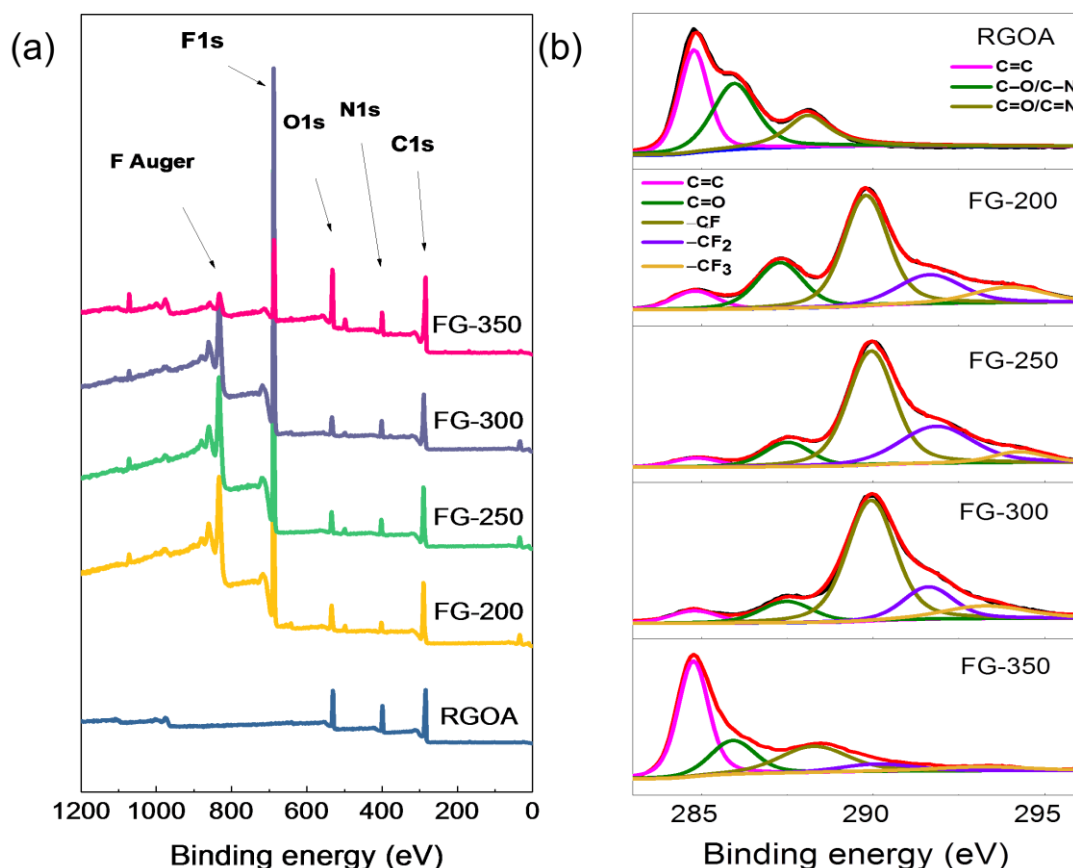 (a)
F1s
O1s
N1s
C1s
F Auger
FG-350
FG-300
FG-250
FG-200
RGOA
1200 1000 800 600 400 200 0
Binding energy (eV)
(b)
RGOA
C=C
C–O/C–N
C=O/C=N
FG-200
C=C
C=O
–CF
–CF₂
–CF₃
FG-250
FG-300
FG-350
285 290 295
Binding energy (eV)